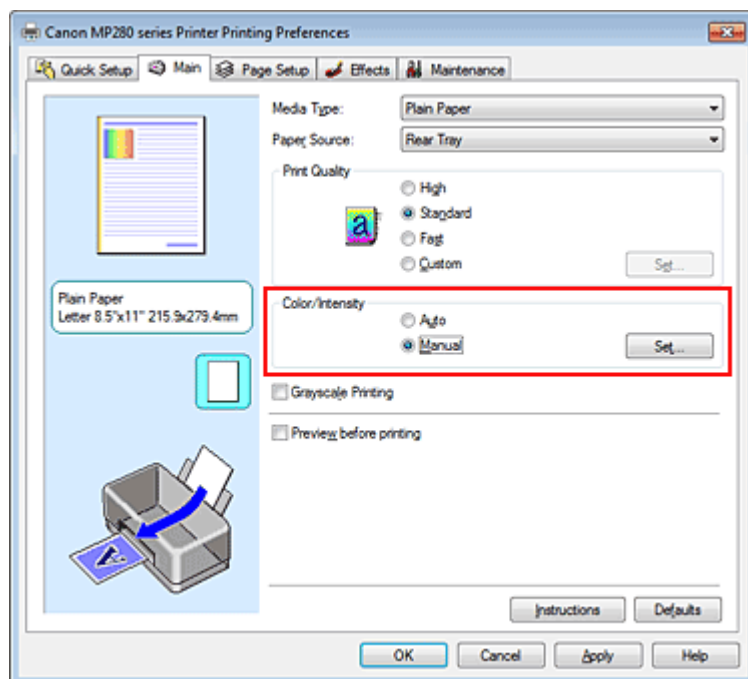 Canon MP280 series Printer Printing Preferences
Quick Setup Main Page Setup Effects Maintenance
Media Type: Plain Paper
Paper Source: Rear Tray
Print Quality
High
a Standard
Fast
Custom Set...
Plain Paper
Letter 8.5"x11" 215.9x279.4mm
Color/Intensity
Auto
Manual Set...
Grayscale Printing
Preview before printing
A
Instructions Defaults
OK Cancel Apply Help